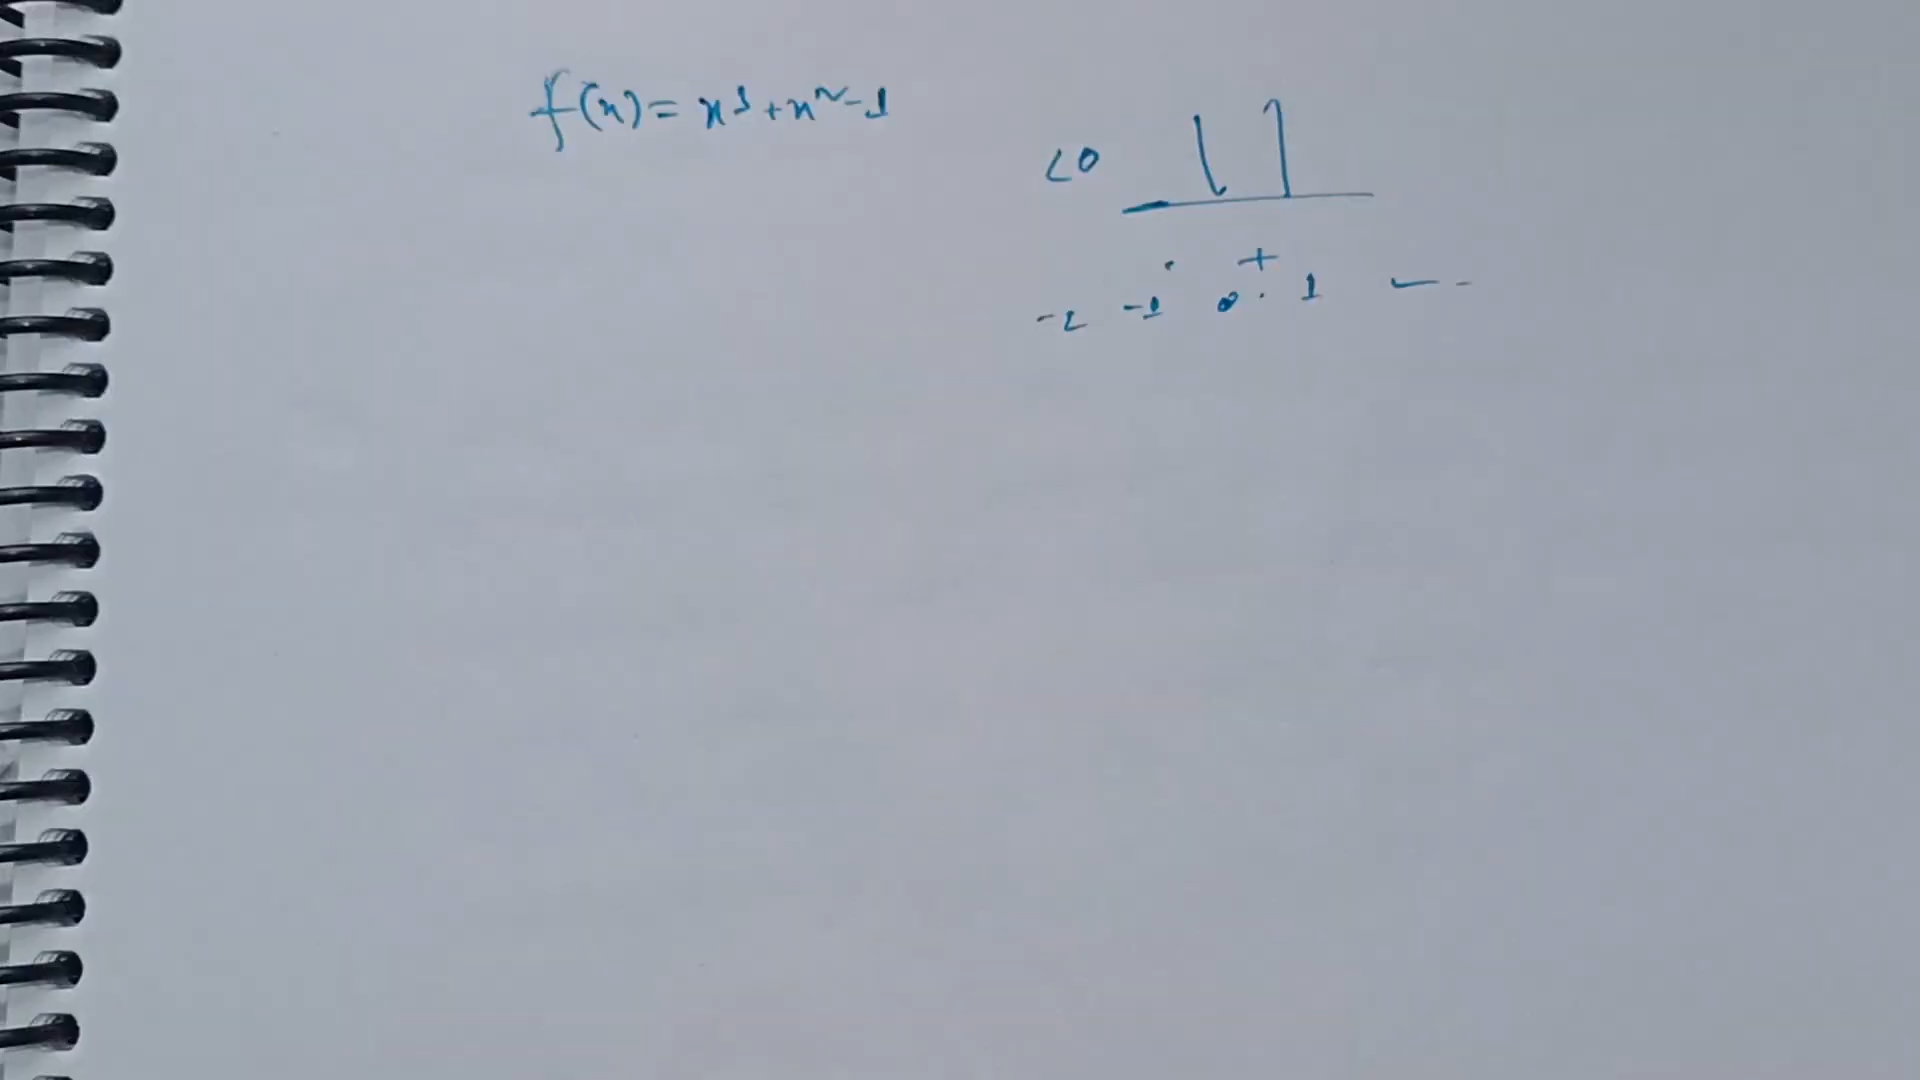 f(x) = x³ + x² - 1
<0
+
-2 -1 0 1 - -